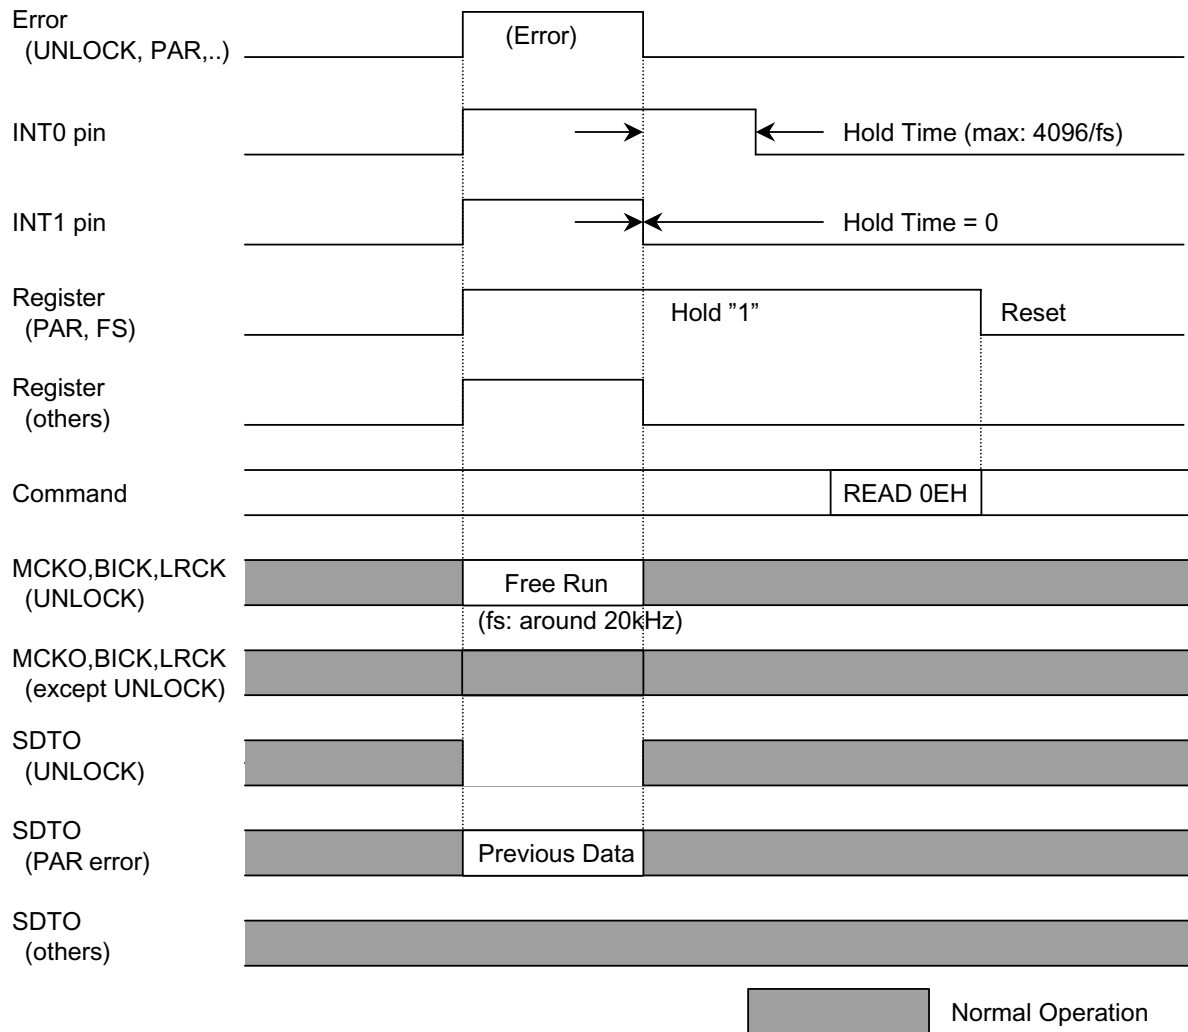 Error
(UNLOCK, PAR,..)
(Error)
INT0 pin
Hold Time (max: 4096/fs)
INT1 pin
Hold Time = 0
Register
(PAR, FS)
Hold ”1”
Reset
Register
(others)
Command
READ 0EH
MCKO,BICK,LRCK
(UNLOCK)
Free Run
(fs: around 20kHz)
MCKO,BICK,LRCK
(except UNLOCK)
SDTO
(UNLOCK)
SDTO
(PAR error)
Previous Data
SDTO
(others)
Normal Operation